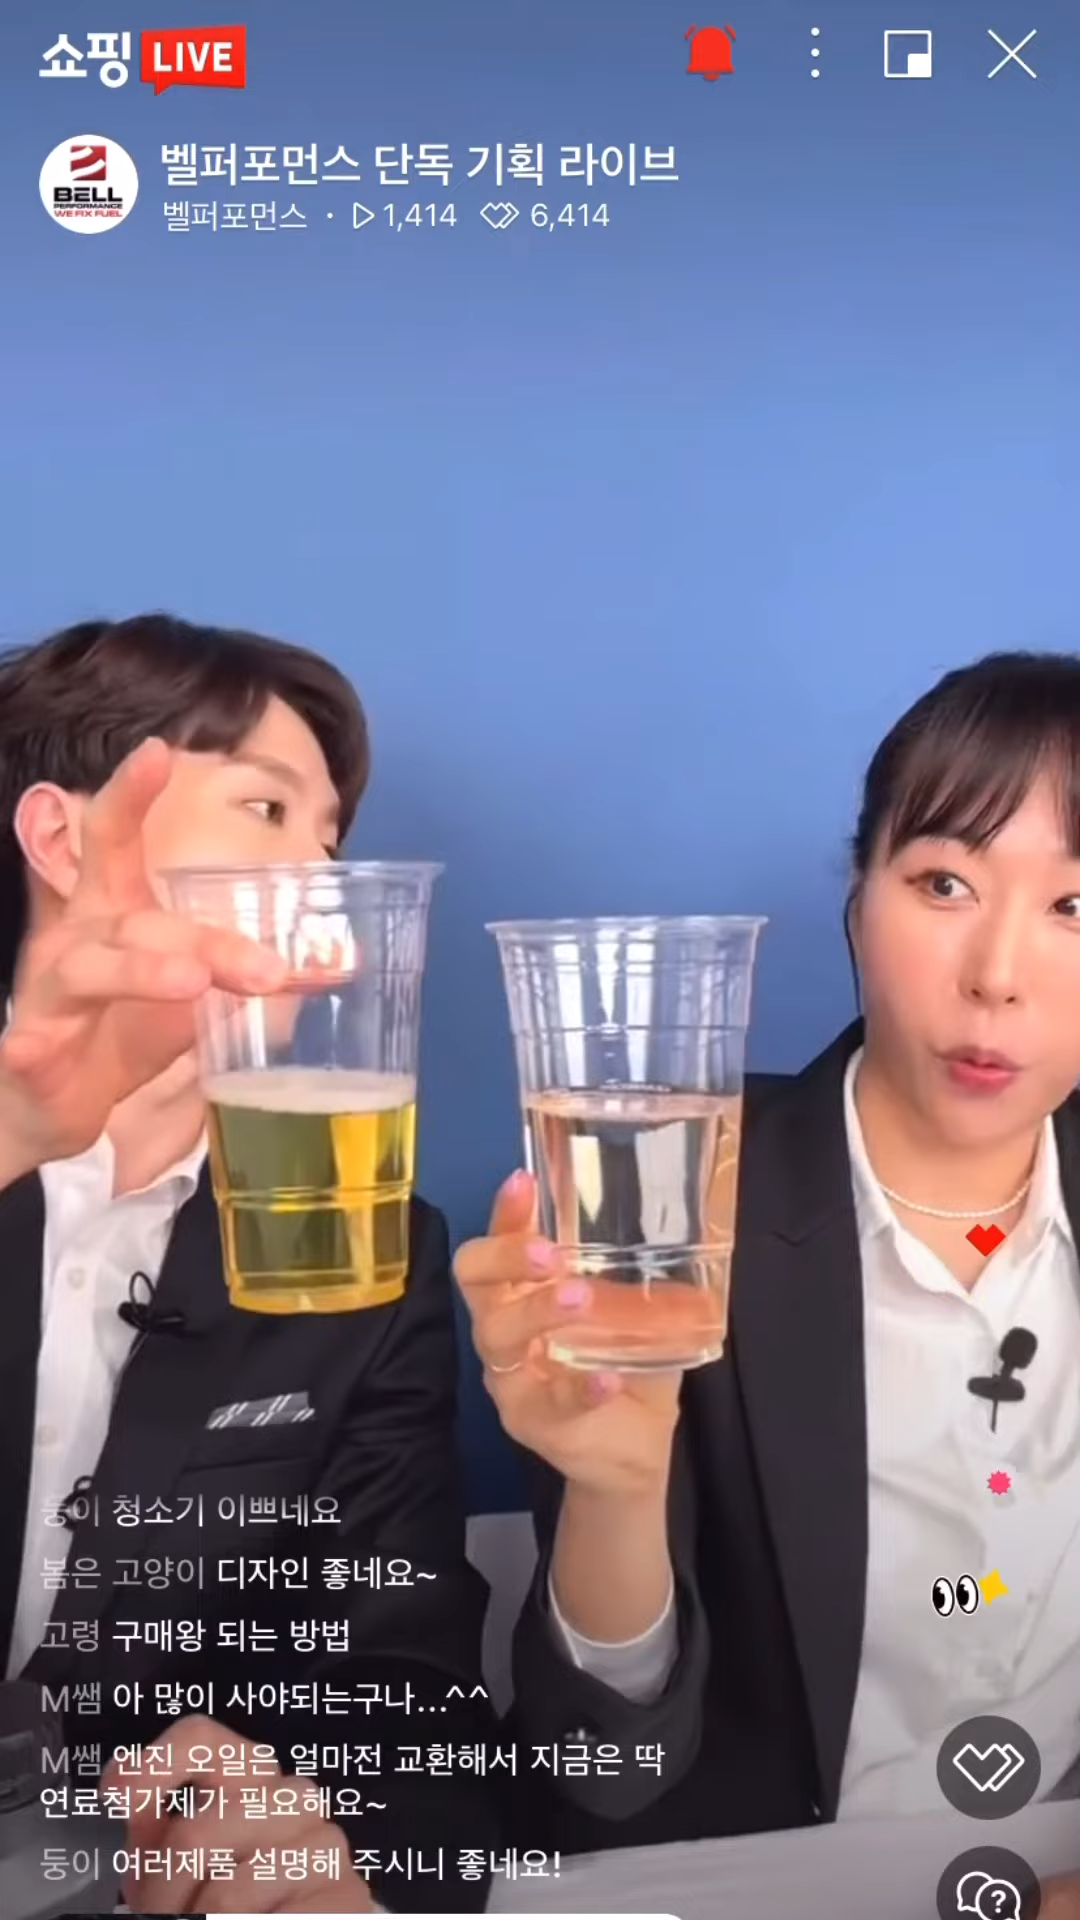 쇼핑 LIVE
벨퍼포먼스 단독 기획 라이브
BELL
PERFORMANCE
WE FIX FUEL
벨퍼포먼스 · 1,414 6,414
둥이 청소기 이쁘네요
봄은 고양이 디자인 좋네요~
고령 구매왕 되는 방법
M쌤 아 많이 사야되는구나...^^
M쌤 엔진 오일은 얼마전 교환해서 지금은 딱
연료첨가제가 필요해요~
둥이 여러제품 설명해 주시니 좋네요!
?